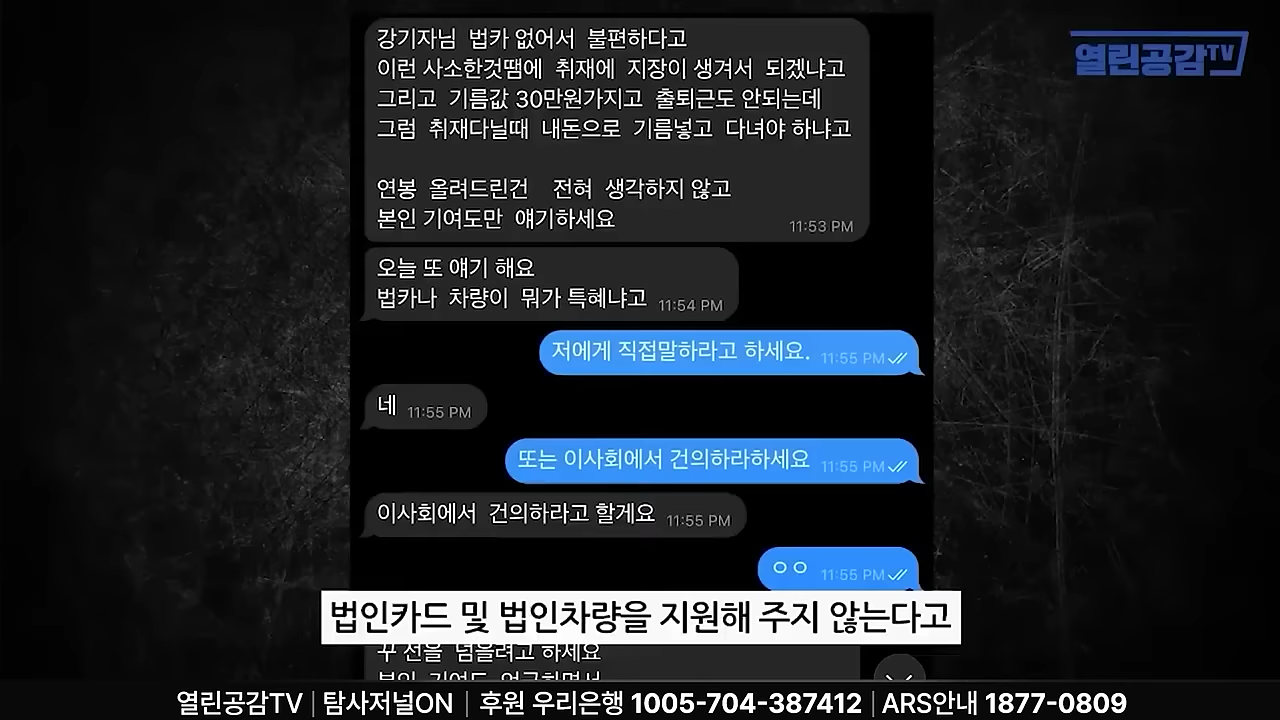 열린공감TV
강기자님 법카 없어서 불편하다고
이런 사소한것땜에 취재에 지장이 생겨서 되겠냐고
그리고 기름값 30만원가지고 출퇴근도 안되는데
그럼 취재다닐때 내돈으로 기름넣고 다녀야 하냐고
연봉 올려드린건 전혀 생각하지 않고
본인 기여도만 얘기하세요
11:53 PM
오늘 또 얘기 해요
법카나 차량이 뭐가 특혜냐고 11:54 PM
저에게 직접말하라고 하세요. 11:55 PM
네 11:55 PM
또는 이사회에서 건의하라하세요 11:55 PM
이사회에서 건의하라고 할게요 11:55 PM
ㅇㅇ 11:55 PM
법인카드 및 법인차량을 지원해 주지 않는다고
선을 넘을려고 하세요
열린공감TV | 탐사저널ON | 후원 우리은행 1005-704-387412 | ARS안내 1877-0809